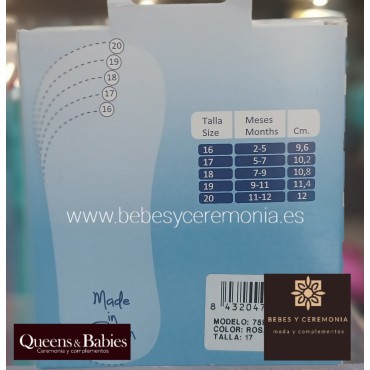 20
19
18
17
16
Talla Size Meses Months Cm.
16 2-5 9,6
17 5-7 10,2
18 7-9 10,8
19 9-11 11,4
20 11-12 12
www.bebesyceremonia.es
Made
in
8 43204
MODELO:
COLOR:
TALLA: 17
BEBES Y CEREMONIA
moda y complementos
Queens & Babies
Ceremonia y complementos